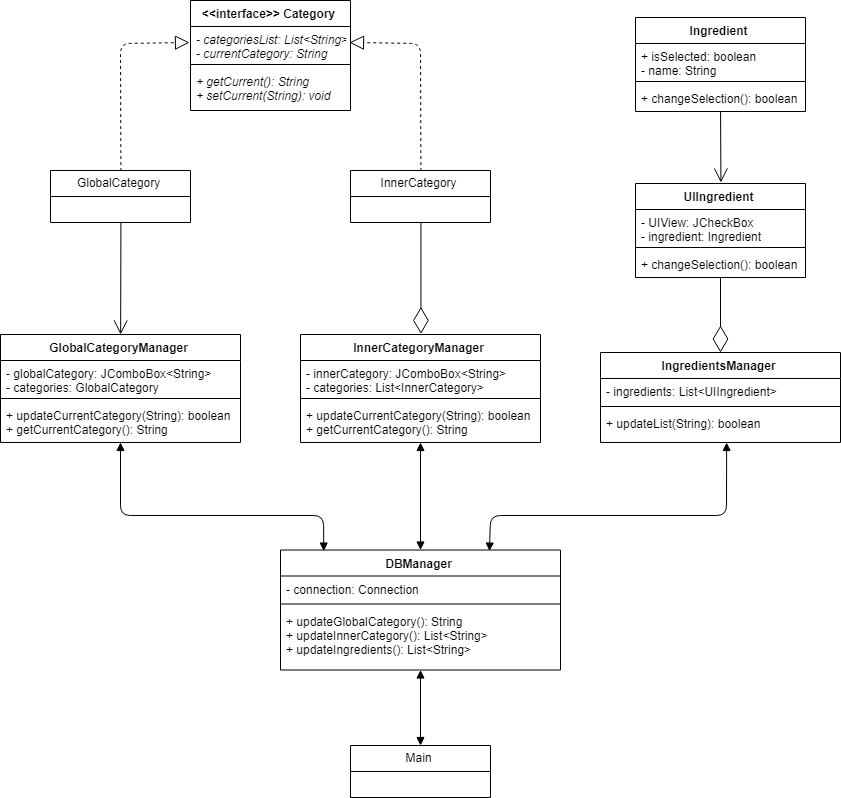 <<interface>> Category
- categoriesList: List<String>
- currentCategory: String
+ getCurrent(): String
+ setCurrent(String): void
Ingredient
+ isSelected: boolean
- name: String
+ changeSelection(): boolean
GlobalCategory
InnerCategory
UIIngredient
- UIView: JCheckBox
- ingredient: Ingredient
+ changeSelection(): boolean
GlobalCategoryManager
- globalCategory: JComboBox<String>
- categories: GlobalCategory
+ updateCurrentCategory(String): boolean
+ getCurrentCategory(): String
InnerCategoryManager
- innerCategory: JComboBox<String>
- categories: List<InnerCategory>
+ updateCurrentCategory(String): boolean
+ getCurrentCategory(): String
IngredientsManager
- ingredients: List<UIIngredient>
+ updateList(String): boolean
DBManager
- connection: Connection
+ updateGlobalCategory(): String
+ updateInnerCategory(): List<String>
+ updateIngredients(): List<String>
Main